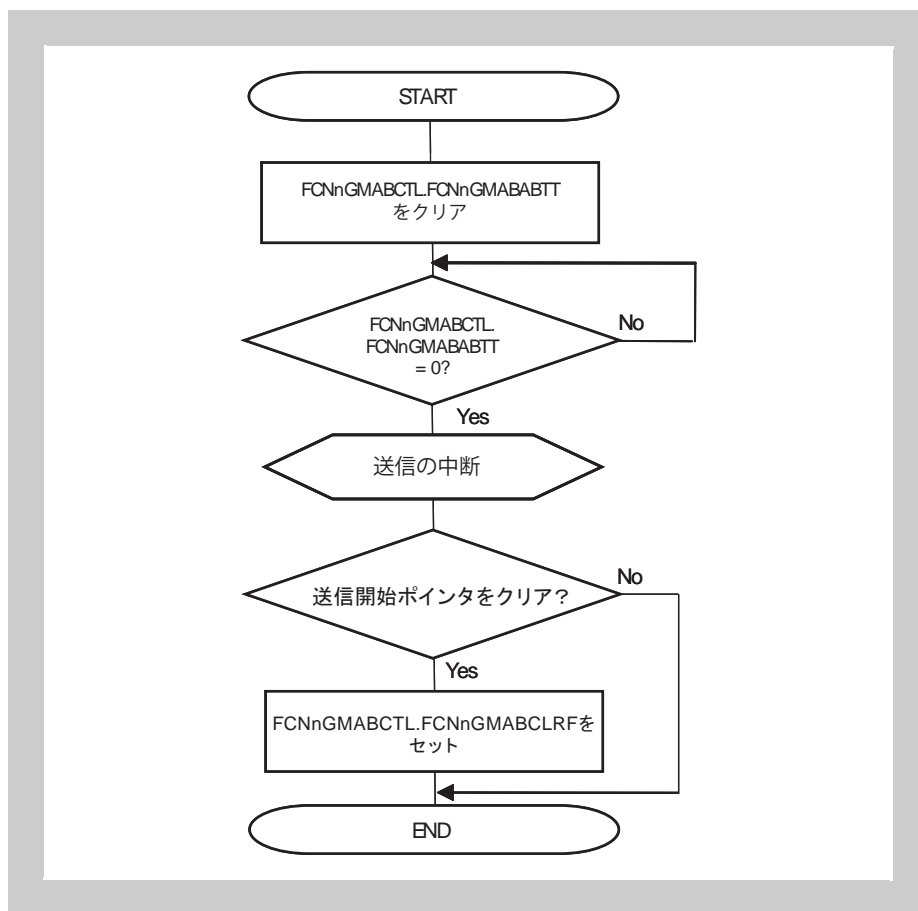 START
FCNnGMABCTL.FCNnGMABABTT
をクリア
FCNnGMABCTL.
FCNnGMABABTT
= 0?
No
Yes
送信の中断
送信開始ポインタをクリア？
No
Yes
FCNnGMABCTL.FCNnGMABCLRFを
セット
END